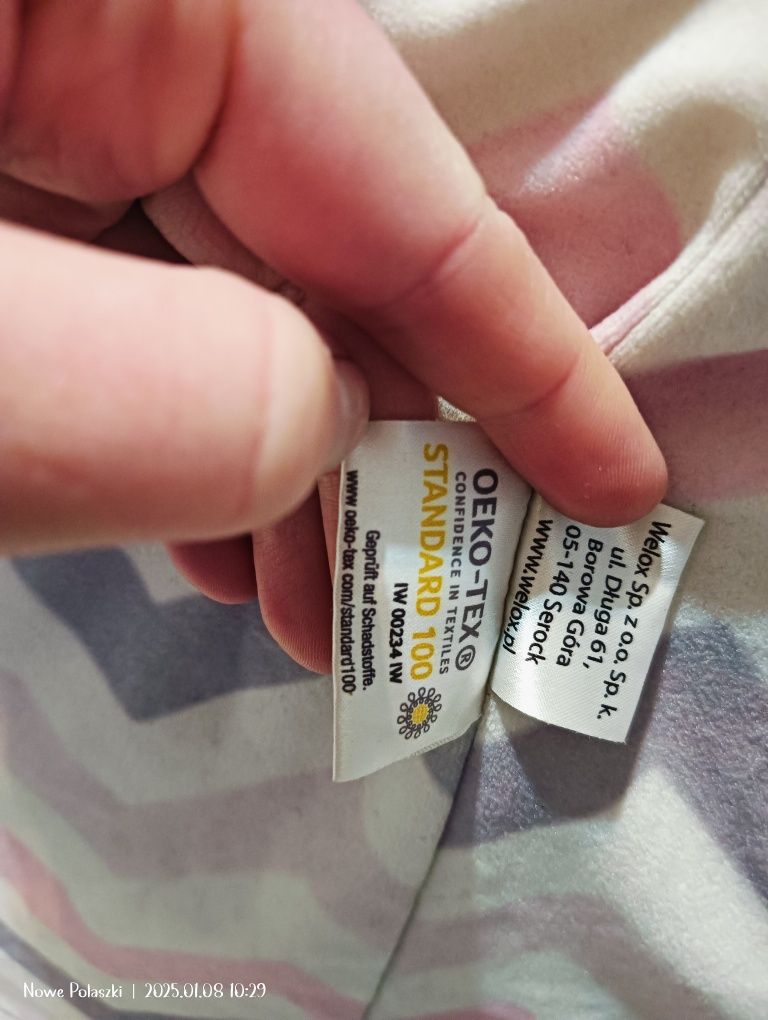 OEKO-TEX®
CONFIDENCE IN TEXTILES
STANDARD 100
IW 00234 IW
Geprüft auf Schadstoffe.
www.oeko-tex.com/standard100
Welox Sp. z o.o. Sp. k.
ul. Długa 61,
Borowa Góra
05-140 Serock
www.welox.pl
Nowe Polaszki | 2025.01.08 10:29